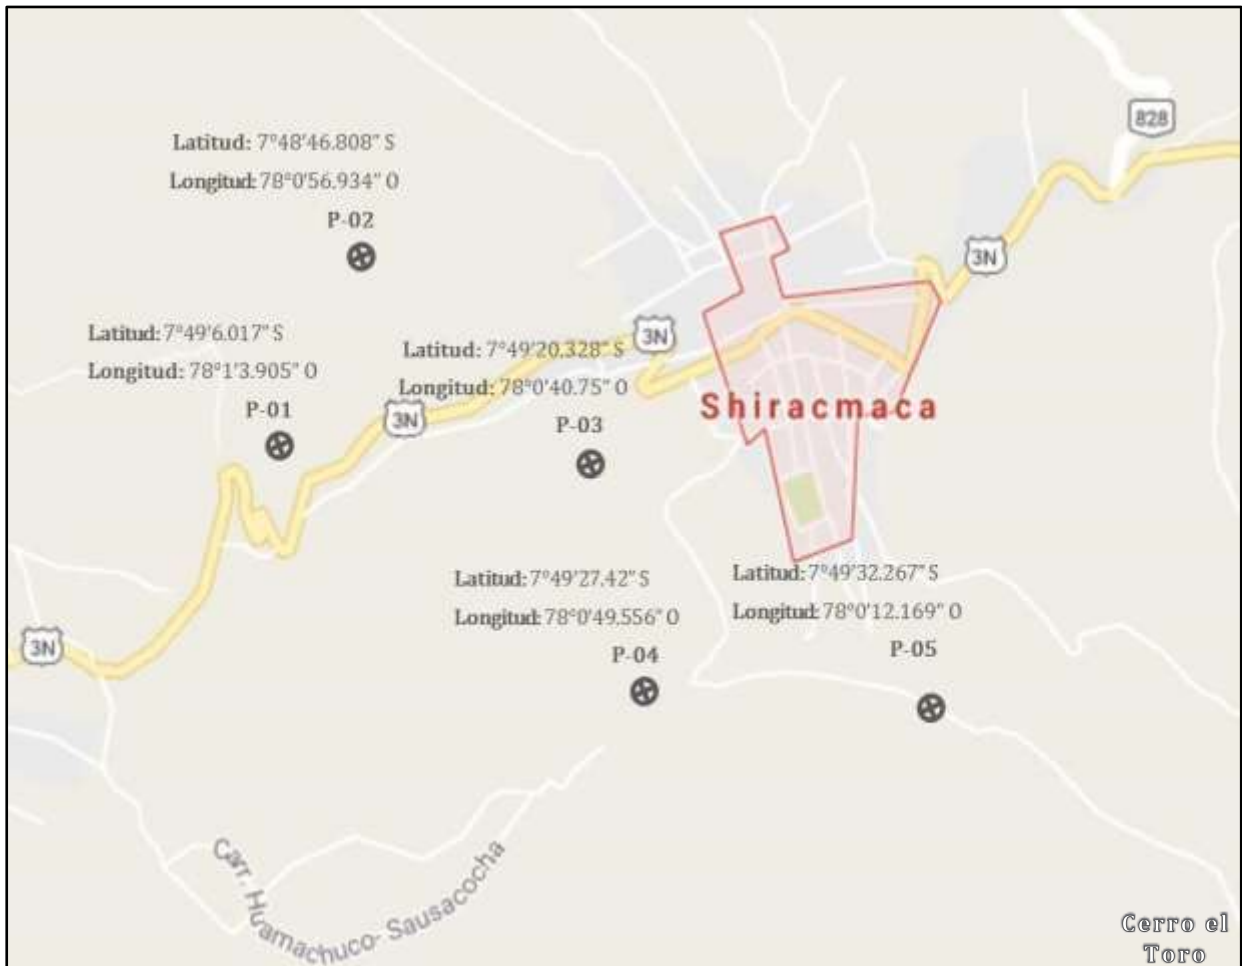 828
Latitud: 7°48'46.808" S
Longitud: 78°0'56.934" O
P-02
3N
Latitud: 7°49'6.017" S
Longitud: 78°1'3.905" O
P-01
3N
Latitud: 7°49'20.328" S
Longitud: 78°0'40.75" O
P-03
3N
Shiracmaca
Latitud: 7°49'27.42" S
Longitud: 78°0'49.556" O
P-04
Latitud: 7°49'32.267" S
Longitud: 78°0'12.169" O
P-05
3N
Carr. Huamachuco- Sausacocha
Cerro el
Toro